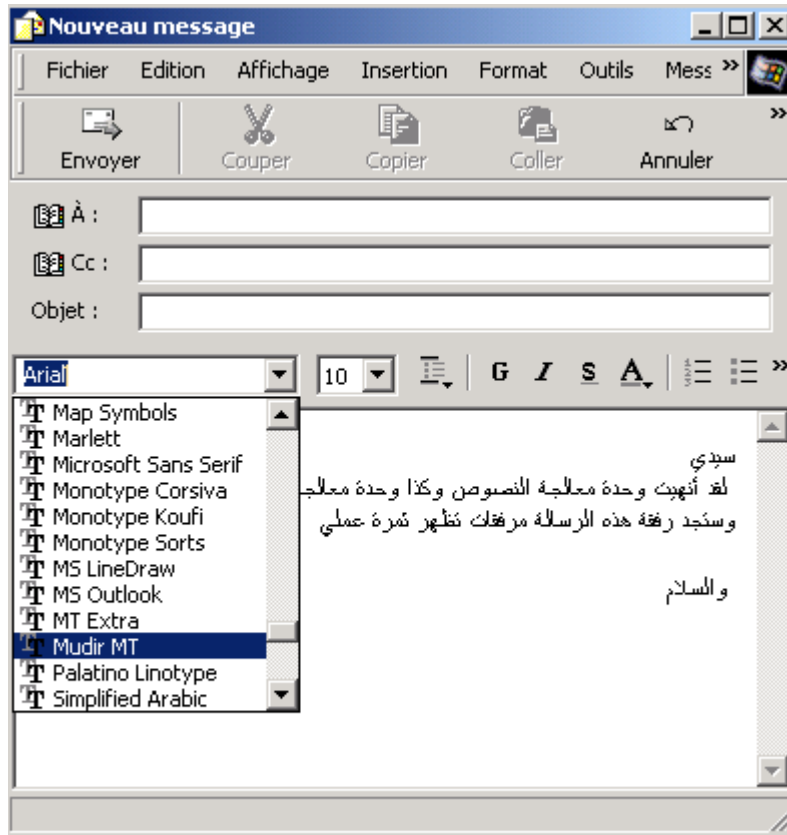 Nouveau message
Fichier Edition Affichage Insertion Format Outils Mess »
Envoyer Couper Copier Coller Annuler »
À :
Cc :
Objet :
Arial 10 G I S A »
Map Symbols
Marlett
Microsoft Sans Serif
Monotype Corsiva
Monotype Koufi
Monotype Sorts
MS LineDraw
MS Outlook
MT Extra
Mudir MT
Palatino Linotype
Simplified Arabic
سيدي
لقد أنهيت وحدة معالجة النصوص وكذا وحدة معالجـ
وستجد رفقة هذه الرسالة مرفقات تظهر ثمرة عملي
والسلام